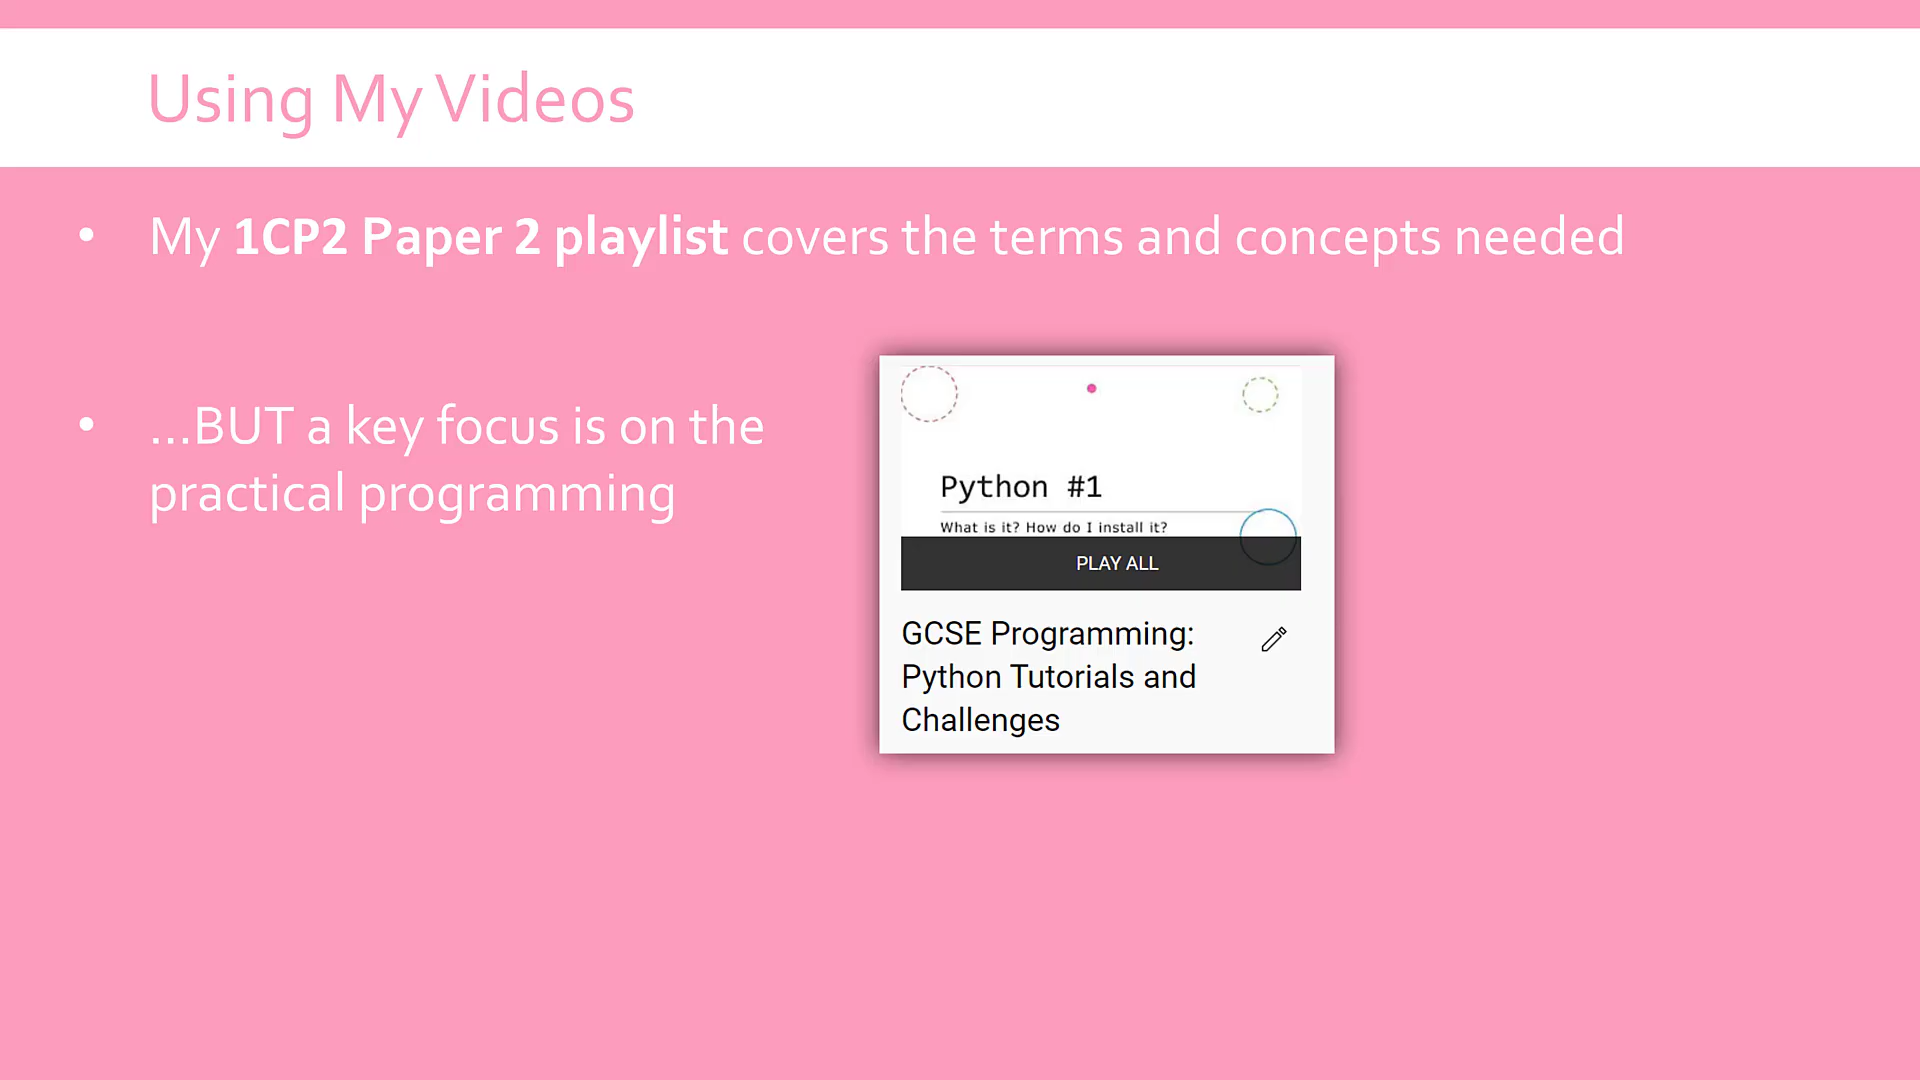 Using My Videos
• My 1CP2 Paper 2 playlist covers the terms and concepts needed
• ...BUT a key focus is on the
practical programming
Python #1
What is it? How do I install it?
PLAY ALL
GCSE Programming:
Python Tutorials and
Challenges